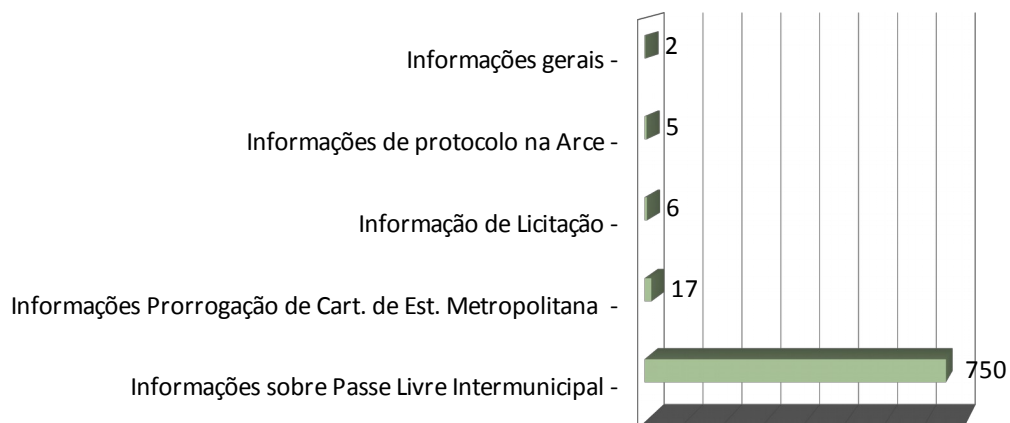 Informações gerais - 2
Informações de protocolo na Arce - 5
Informação de Licitação - 6
Informações Prorrogação de Cart. de Est. Metropolitana - 17
Informações sobre Passe Livre Intermunicipal - 750